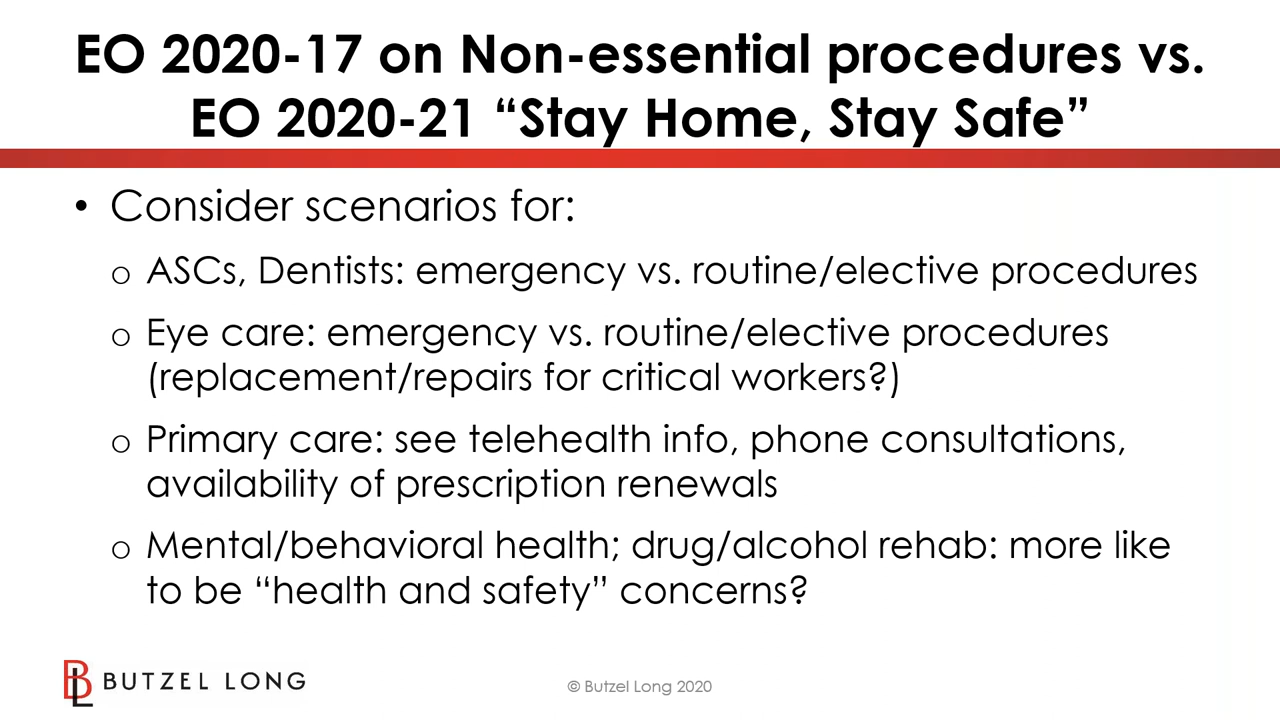 EO 2020-17 on Non-essential procedures vs.
EO 2020-21 “Stay Home, Stay Safe”
• Consider scenarios for:
o ASCs, Dentists: emergency vs. routine/elective procedures
o Eye care: emergency vs. routine/elective procedures
(replacement/repairs for critical workers?)
o Primary care: see telehealth info, phone consultations,
availability of prescription renewals
o Mental/behavioral health; drug/alcohol rehab: more like
to be “health and safety” concerns?
BL BUTZEL LONG
© Butzel Long 2020